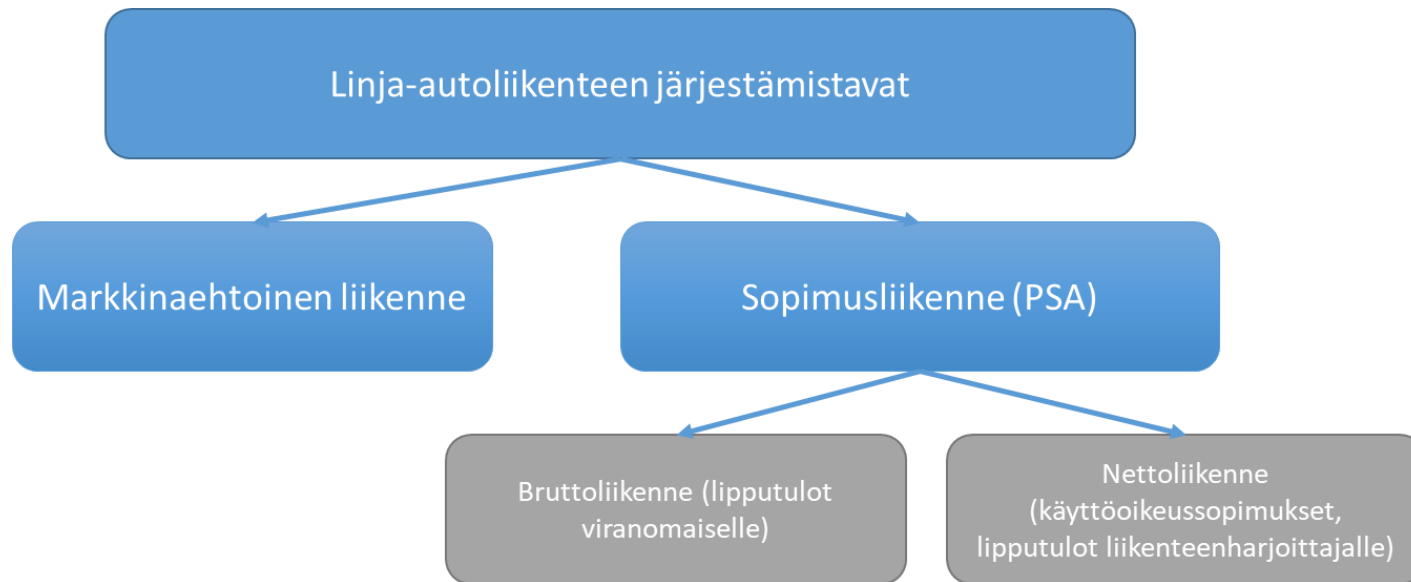 Linja-autoliikenteen järjestämistavat
Markkinaehtoinen liikenne
Sopimusliikenne (PSA)
Bruttoliikenne (lipputulot
viranomaiselle)
Nettoliikenne
(käyttöoikeussopimukset,
lipputulot liikenteenharjoittajalle)